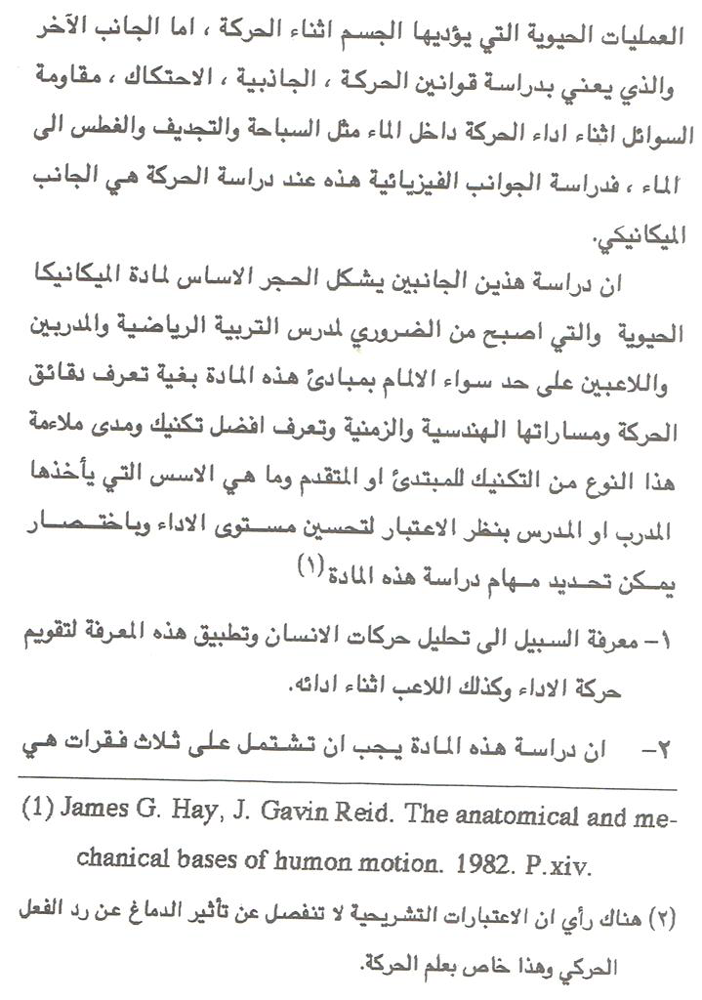 العمليات الحيوية التي يؤديها الجسم اثناء الحركة ، اما الجانب الآخر
والذي يعني بدراسة قوانين الحركة ، الجاذبية ، الاحتكاك ، مقاومة
السوائل اثناء اداء الحركة داخل الماء مثل السباحة والتجديف والغطس الى
الماء ، فدراسة الجوانب الفيزيائية هذه عند دراسة الحركة هي الجانب
الميكانيكي.
ان دراسة هذين الجانبين يشكل الحجر الاساس لمادة الميكانيكا
الحيوية والتي اصبح من الضروري لمدرس التربية الرياضية والمدربين
واللاعبين على حد سواء الالمام بمبادئ هذه المادة بغية تعرف دقائق
الحركة ومساراتها الهندسية والزمنية وتعرف افضل تكنيك ومدى ملاءمة
هذا النوع من التكنيك للمبتدئ او المتقدم وما هي الاسس التي يأخذها
المدرب او المدرس بنظر الاعتبار لتحسين مستوى الاداء وباختصار
يمكن تحديد مهام دراسة هذه المادة(١)
١- معرفة السبيل الى تحليل حركات الانسان وتطبيق هذه المعرفة لتقويم
حركة الاداء وكذلك اللاعب اثناء ادائه.
٢- ان دراسة هذه المادة يجب ان تشتمل على ثلاث فقرات هي
(1) James G. Hay, J. Gavin Reid. The anatomical and me-
chanical bases of humon motion. 1982. P.xiv.
(٢) هناك رأي ان الاعتبارات التشريحية لا تنفصل عن تأثير الدماغ عن رد الفعل
الحركي وهذا خاص بعلم الحركة.